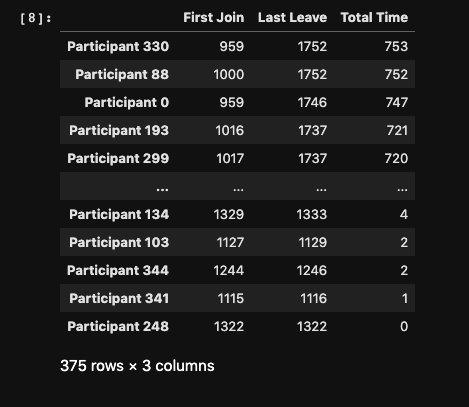 [8]: First Join Last Leave Total Time
Participant 330 959 1752 753
Participant 88 1000 1752 752
Participant 0 959 1746 747
Participant 193 1016 1737 721
Participant 299 1017 1737 720
... ... ... ...
Participant 134 1329 1333 4
Participant 103 1127 1129 2
Participant 344 1244 1246 2
Participant 341 1115 1116 1
Participant 248 1322 1322 0
375 rows × 3 columns